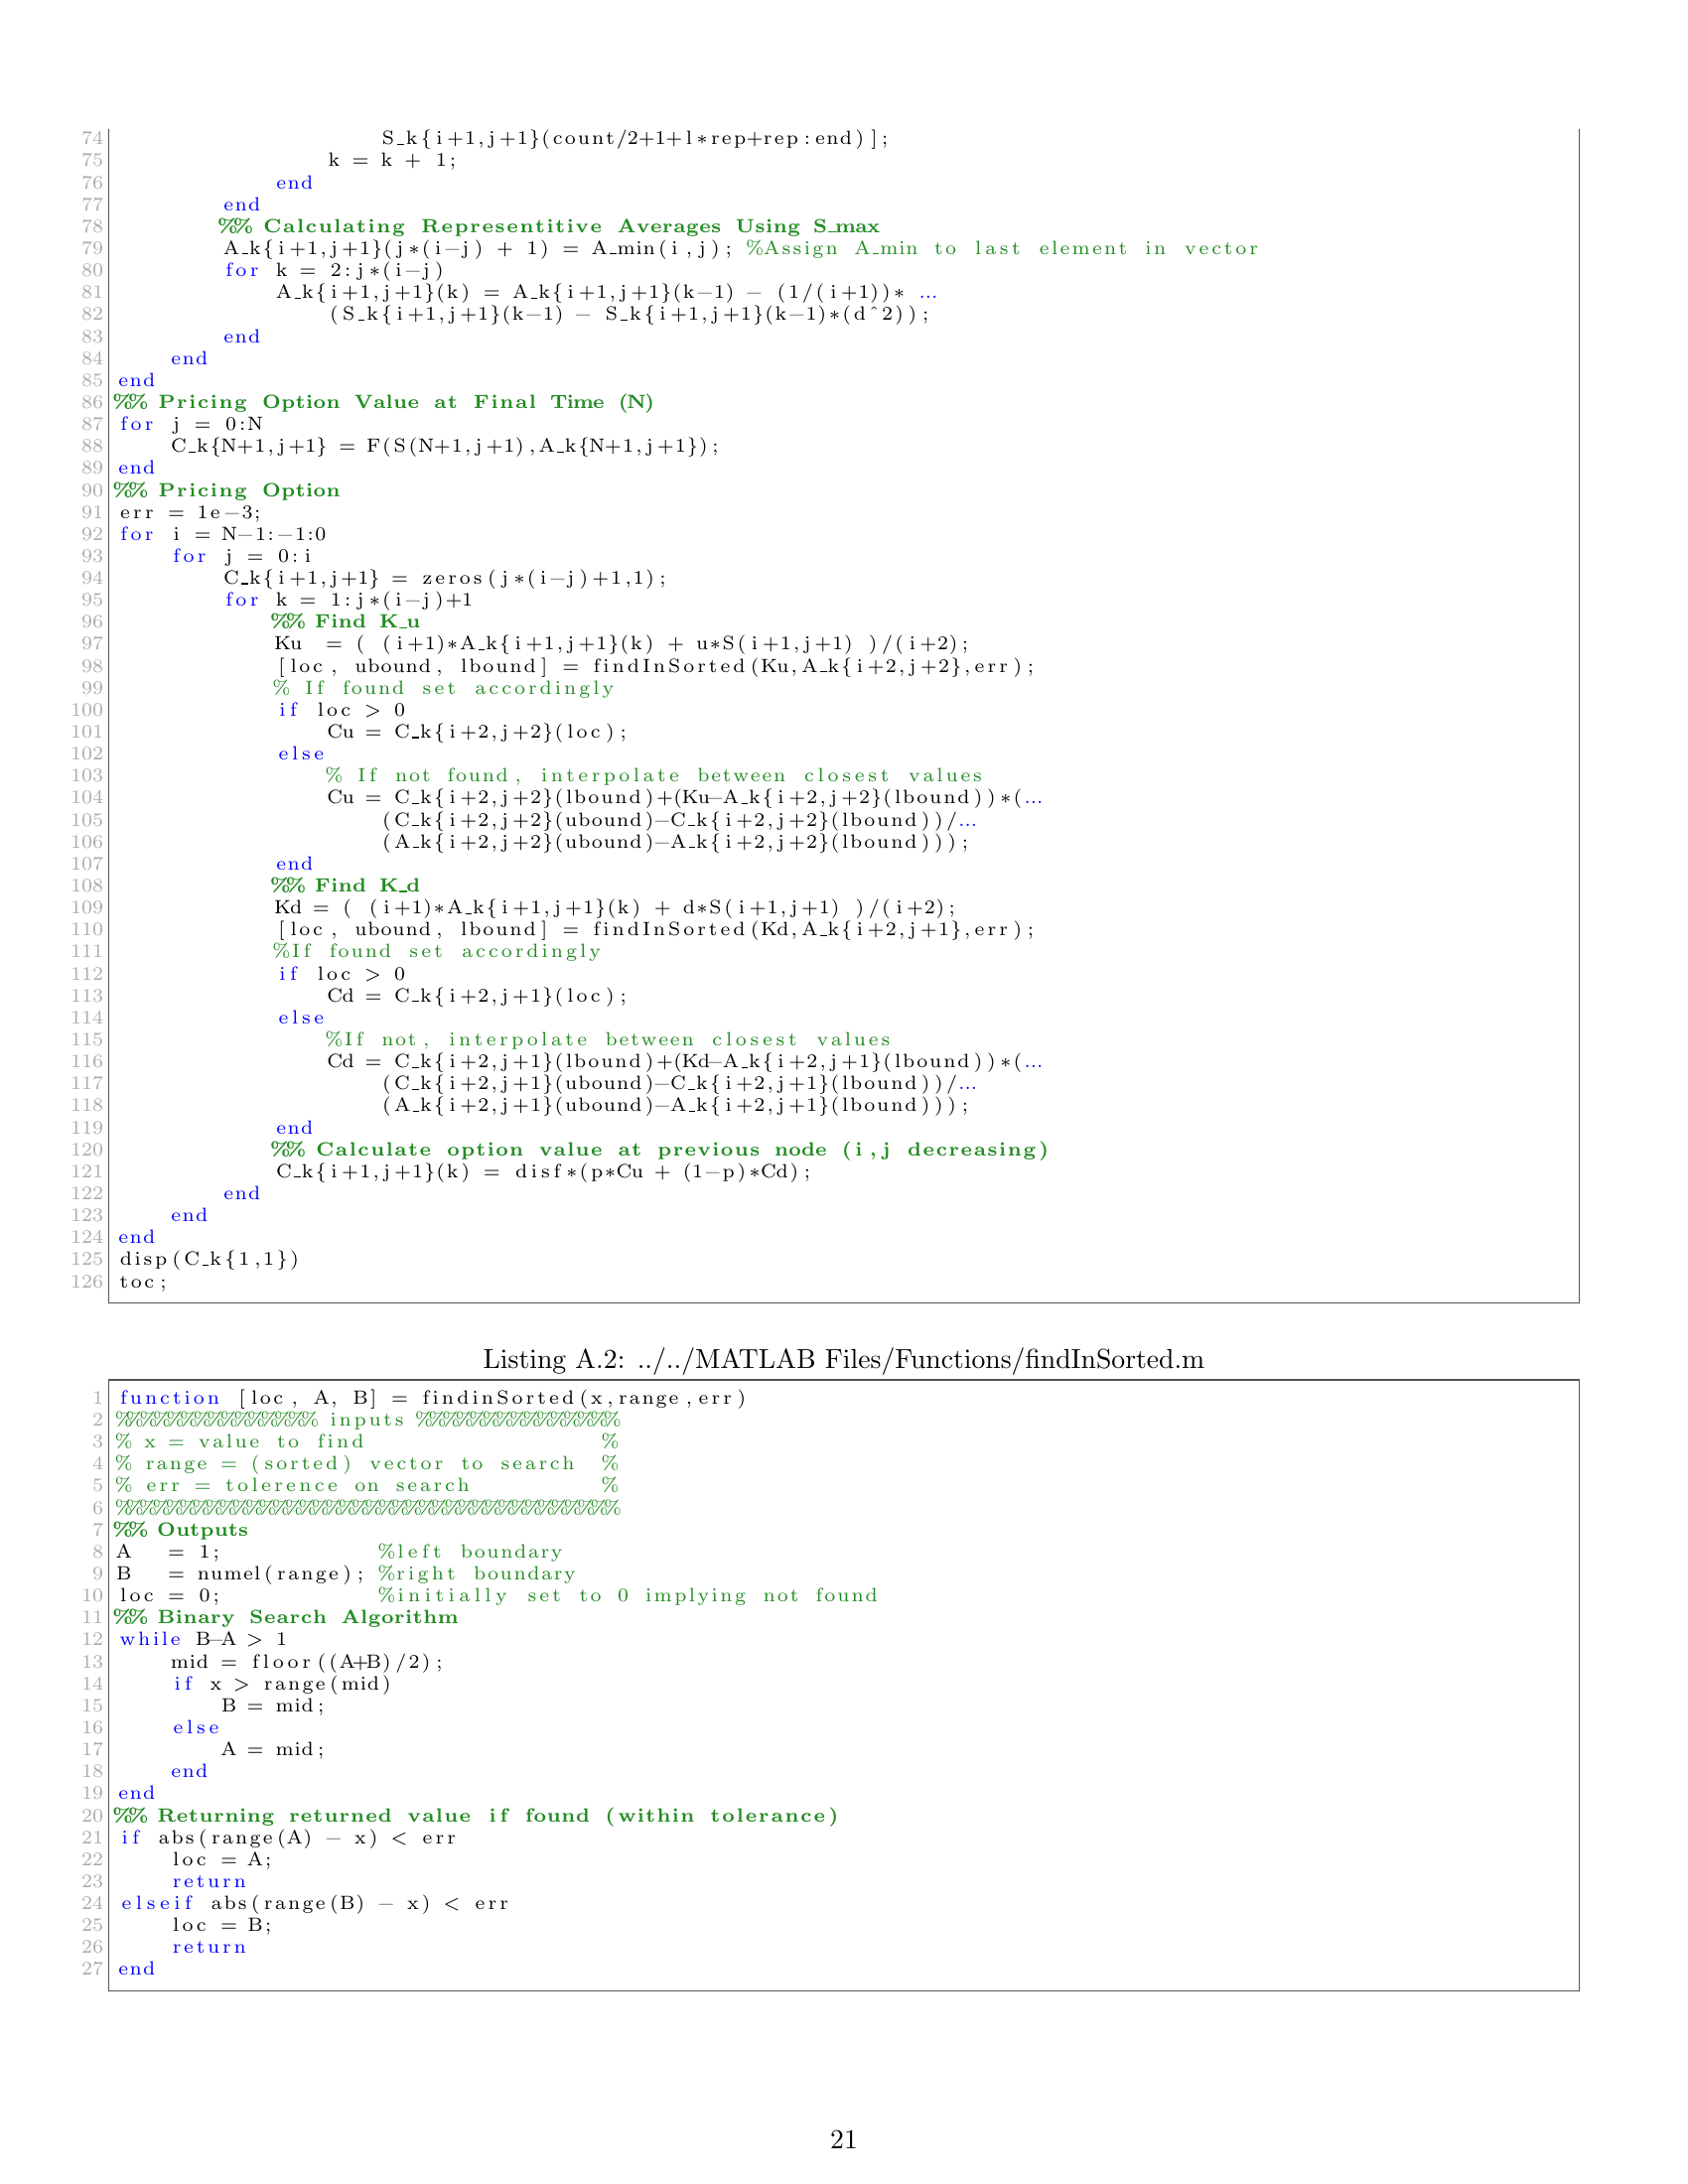 74 S_k{i+1,j+1}(count/2+1+l*rep+rep:end)];
75 k = k + 1;
76 end
77 end
78 %% Calculating Representitive Averages Using S_max
79 A_k{i+1,j+1}(j*(i-j) + 1) = A_min(i,j); %Assign A_min to last element in vector
80 for k = 2:j*(i-j)
81 A_k{i+1,j+1}(k) = A_k{i+1,j+1}(k-1) - (1/(i+1))* ...
82 (S_k{i+1,j+1}(k-1) - S_k{i+1,j+1}(k-1)*(d^2));
83 end
84 end
85 end
86 %% Pricing Option Value at Final Time (N)
87 for j = 0:N
88 C_k{N+1,j+1} = F(S(N+1,j+1),A_k{N+1,j+1});
89 end
90 %% Pricing Option
91 err = 1e-3;
92 for i = N-1:-1:0
93 for j = 0:i
94 C_k{i+1,j+1} = zeros(j*(i-j)+1,1);
95 for k = 1:j*(i-j)+1
96 %% Find K_u
97 Ku = ( (i+1)*A_k{i+1,j+1}(k) + u*S(i+1,j+1) )/(i+2);
98 [loc, ubound, lbound] = findInSorted(Ku,A_k{i+2,j+2},err);
99 % If found set accordingly
100 if loc > 0
101 Cu = C_k{i+2,j+2}(loc);
102 else
103 % If not found, interpolate between closest values
104 Cu = C_k{i+2,j+2}(lbound)+(Ku-A_k{i+2,j+2}(lbound))*(...
105 (C_k{i+2,j+2}(ubound)-C_k{i+2,j+2}(lbound))/...
106 (A_k{i+2,j+2}(ubound)-A_k{i+2,j+2}(lbound)));
107 end
108 %% Find K_d
109 Kd = ( (i+1)*A_k{i+1,j+1}(k) + d*S(i+1,j+1) )/(i+2);
110 [loc, ubound, lbound] = findInSorted(Kd,A_k{i+2,j+1},err);
111 %If found set accordingly
112 if loc > 0
113 Cd = C_k{i+2,j+1}(loc);
114 else
115 %If not, interpolate between closest values
116 Cd = C_k{i+2,j+1}(lbound)+(Kd-A_k{i+2,j+1}(lbound))*(...
117 (C_k{i+2,j+1}(ubound)-C_k{i+2,j+1}(lbound))/...
118 (A_k{i+2,j+1}(ubound)-A_k{i+2,j+1}(lbound)));
119 end
120 %% Calculate option value at previous node (i,j decreasing)
121 C_k{i+1,j+1}(k) = disf*(p*Cu + (1-p)*Cd);
122 end
123 end
124 end
125 disp(C_k{1,1})
126 toc;
Listing A.2: ../../MATLAB Files/Functions/findInSorted.m
1 function [loc, A, B] = findinSorted(x,range,err)
2 %%%%%%%%%%%%%%% inputs %%%%%%%%%%%%%%%
3 % x = value to find %
4 % range = (sorted) vector to search %
5 % err = tolerence on search %
6 %%%%%%%%%%%%%%%%%%%%%%%%%%%%%%%%%%%%%%
7 %% Outputs
8 A = 1; %left boundary
9 B = numel(range); %right boundary
10 loc = 0; %initially set to 0 implying not found
11 %% Binary Search Algorithm
12 while B-A > 1
13 mid = floor((A+B)/2);
14 if x > range(mid)
15 B = mid;
16 else
17 A = mid;
18 end
19 end
20 %% Returning returned value if found (within tolerance)
21 if abs(range(A) - x) < err
22 loc = A;
23 return
24 elseif abs(range(B) - x) < err
25 loc = B;
26 return
27 end
21